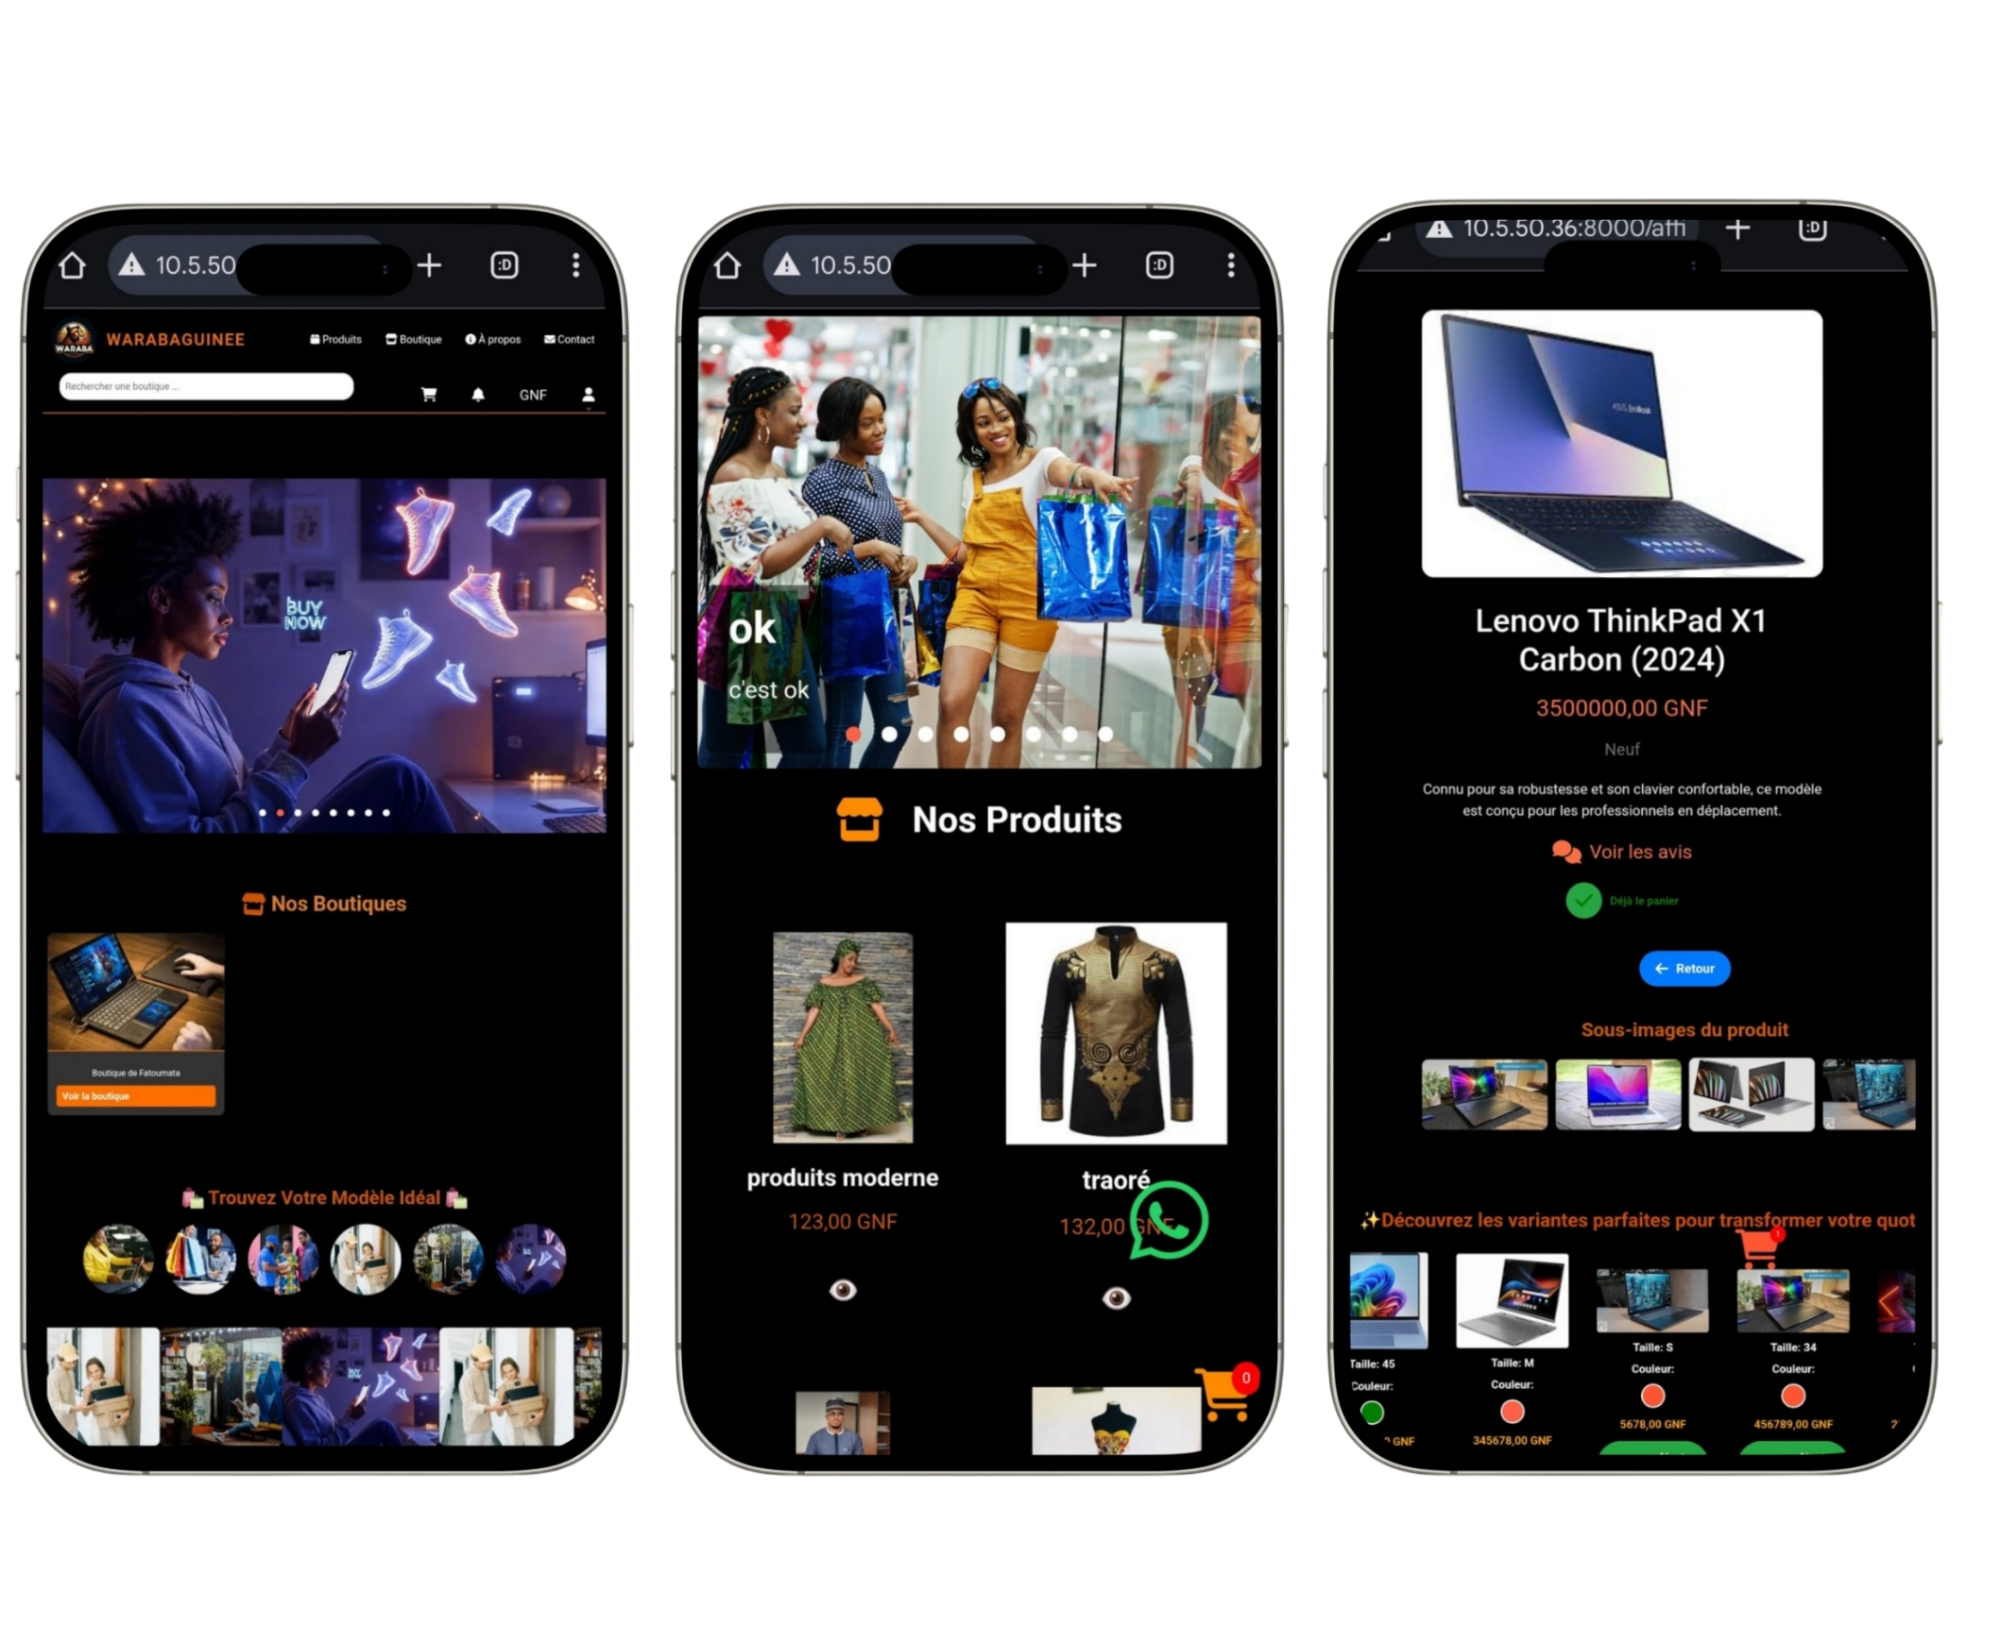 10.5.50
:D
WARABA
WARABAGUINEE
Produits
Boutique
À propos
Contact
Rechercher une boutique ...
GNF
BUY
NOW
Nos Boutiques
Boutique de Fatoumata
Voir la boutique
Trouvez Votre Modèle Idéal
10.5.50
:D
ok
c'est ok
Nos Produits
produits moderne
123,00 GNF
traoré
132,00 GNF
0
10.5.50.36:8000/affi
:D
Lenovo ThinkPad X1
Carbon (2024)
3500000,00 GNF
Neuf
Connu pour sa robustesse et son clavier confortable, ce modèle
est conçu pour les professionnels en déplacement.
Voir les avis
Déjà le panier
Retour
Sous-images du produit
✨Découvrez les variantes parfaites pour transformer votre quot
1
Taille: 45
Couleur:
GNF
Taille: M
Couleur:
345678,00 GNF
Taille: S
Couleur:
5678,00 GNF
Taille: 34
Couleur:
456789,00 GNF